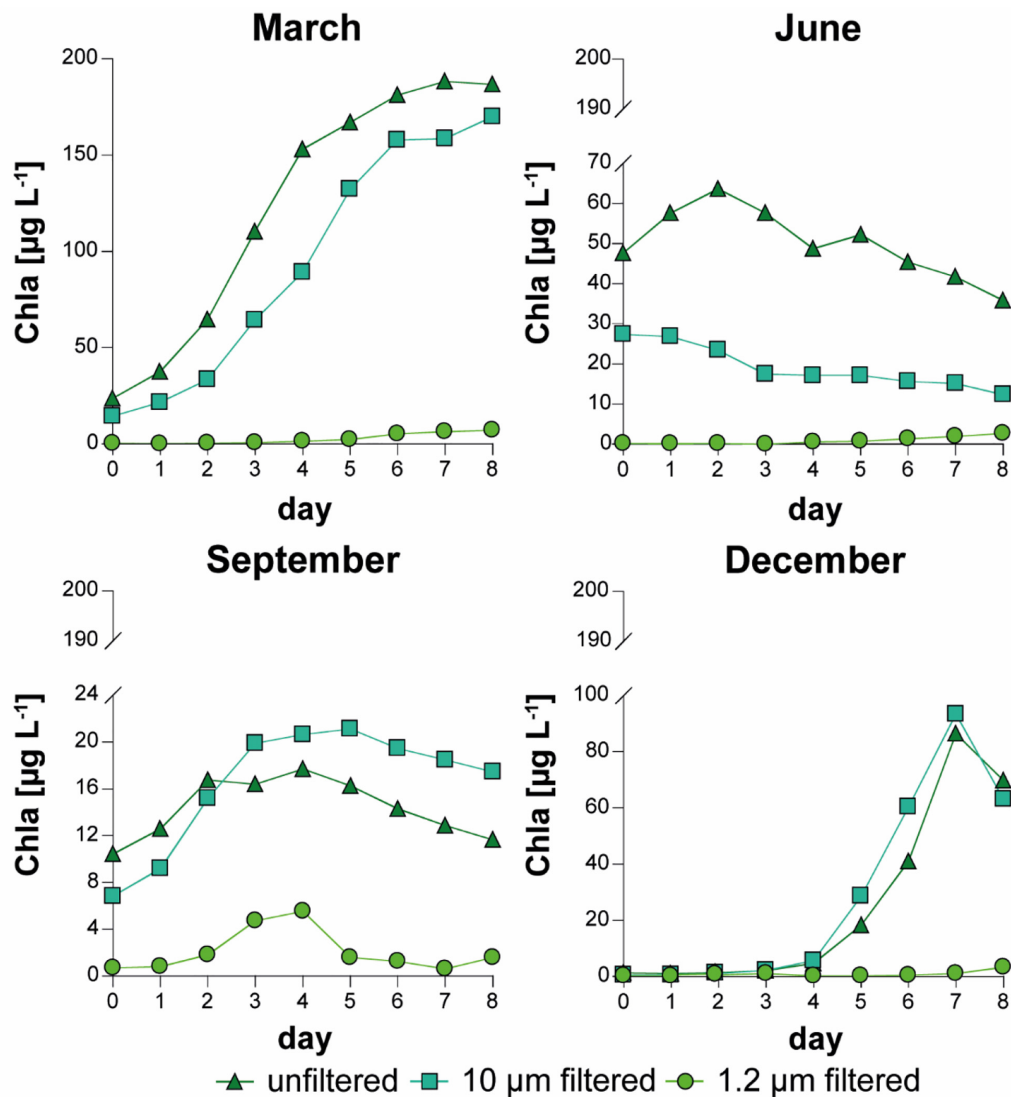 March
200
150
100
50
0
Chla [µg L-1]
0 1 2 3 4 5 6 7 8
day
June
200
190
70
60
50
40
30
20
10
0
Chla [µg L-1]
0 1 2 3 4 5 6 7 8
day
September
200
190
24
20
16
12
8
4
0
Chla [µg L-1]
0 1 2 3 4 5 6 7 8
day
December
200
190
100
80
60
40
20
0
Chla [µg L-1]
0 1 2 3 4 5 6 7 8
day
unfiltered 10 µm filtered 1.2 µm filtered